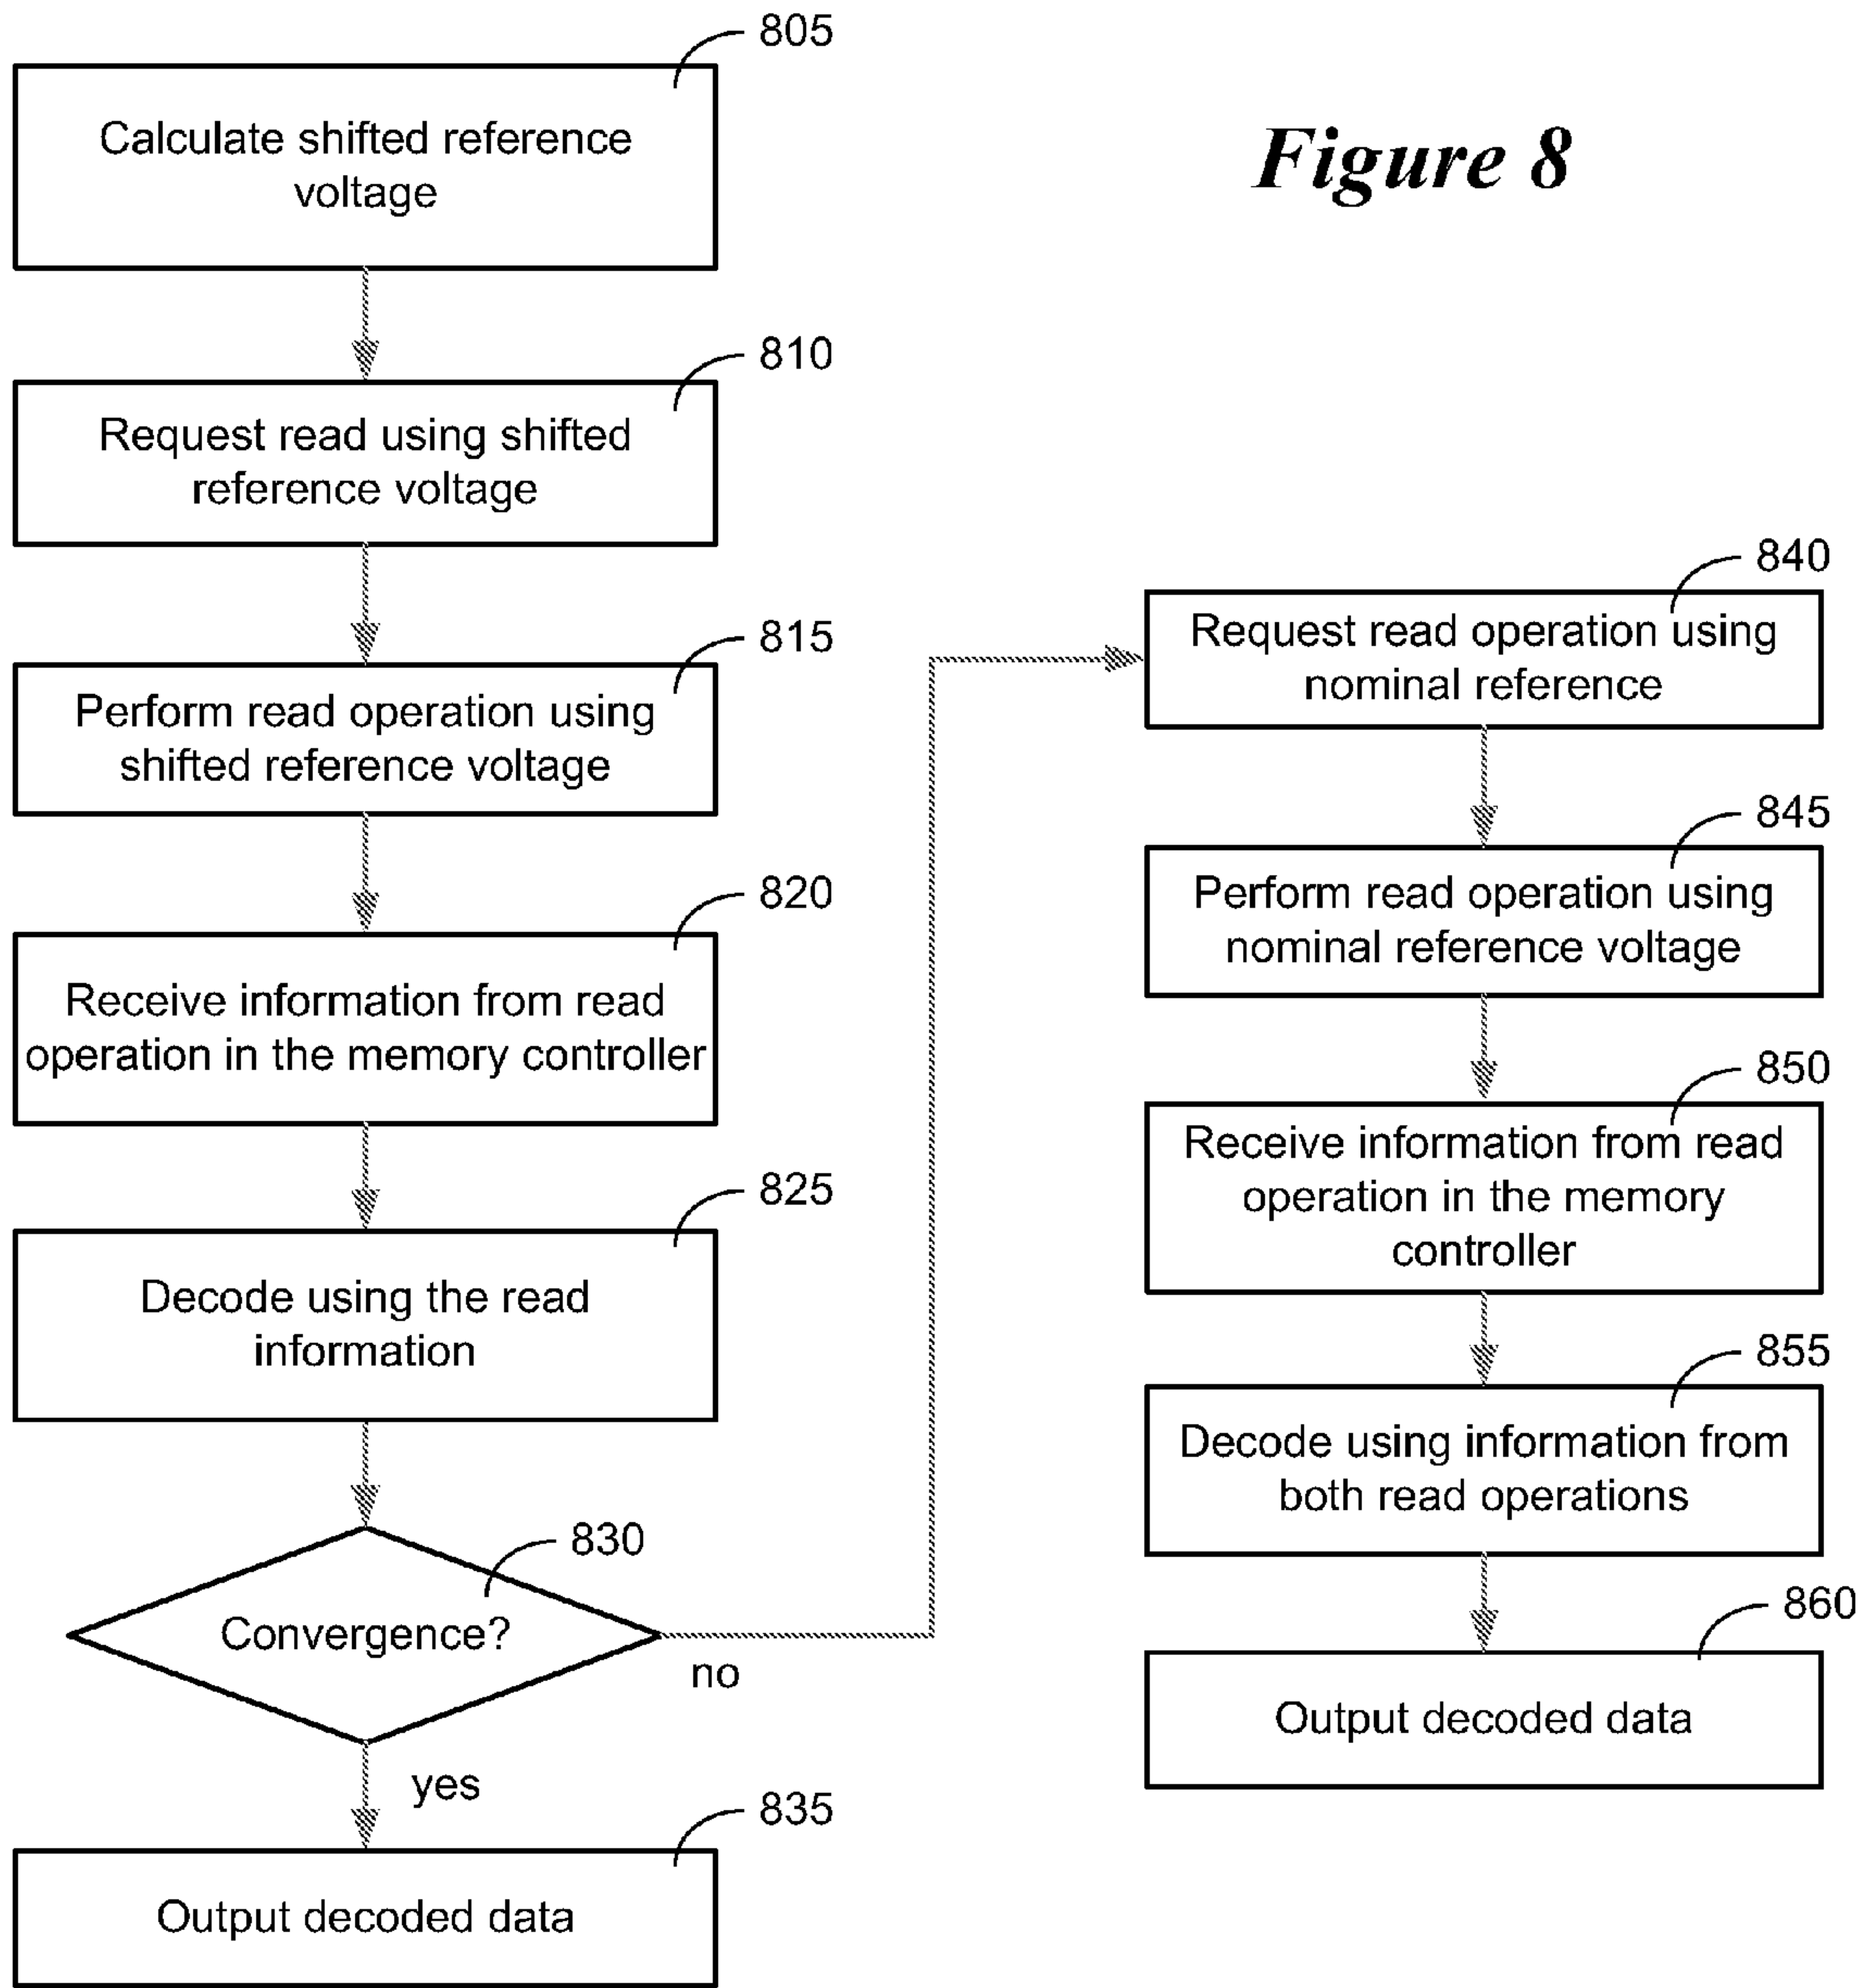 Figure 8
805
Calculate shifted reference
voltage
810
Request read using shifted
reference voltage
815
Perform read operation using
shifted reference voltage
820
Receive information from read
operation in the memory controller
825
Decode using the read
information
830
Convergence?
no
yes
835
Output decoded data
840
Request read operation using
nominal reference
845
Perform read operation using
nominal reference voltage
850
Receive information from read
operation in the memory
controller
855
Decode using information from
both read operations
860
Output decoded data